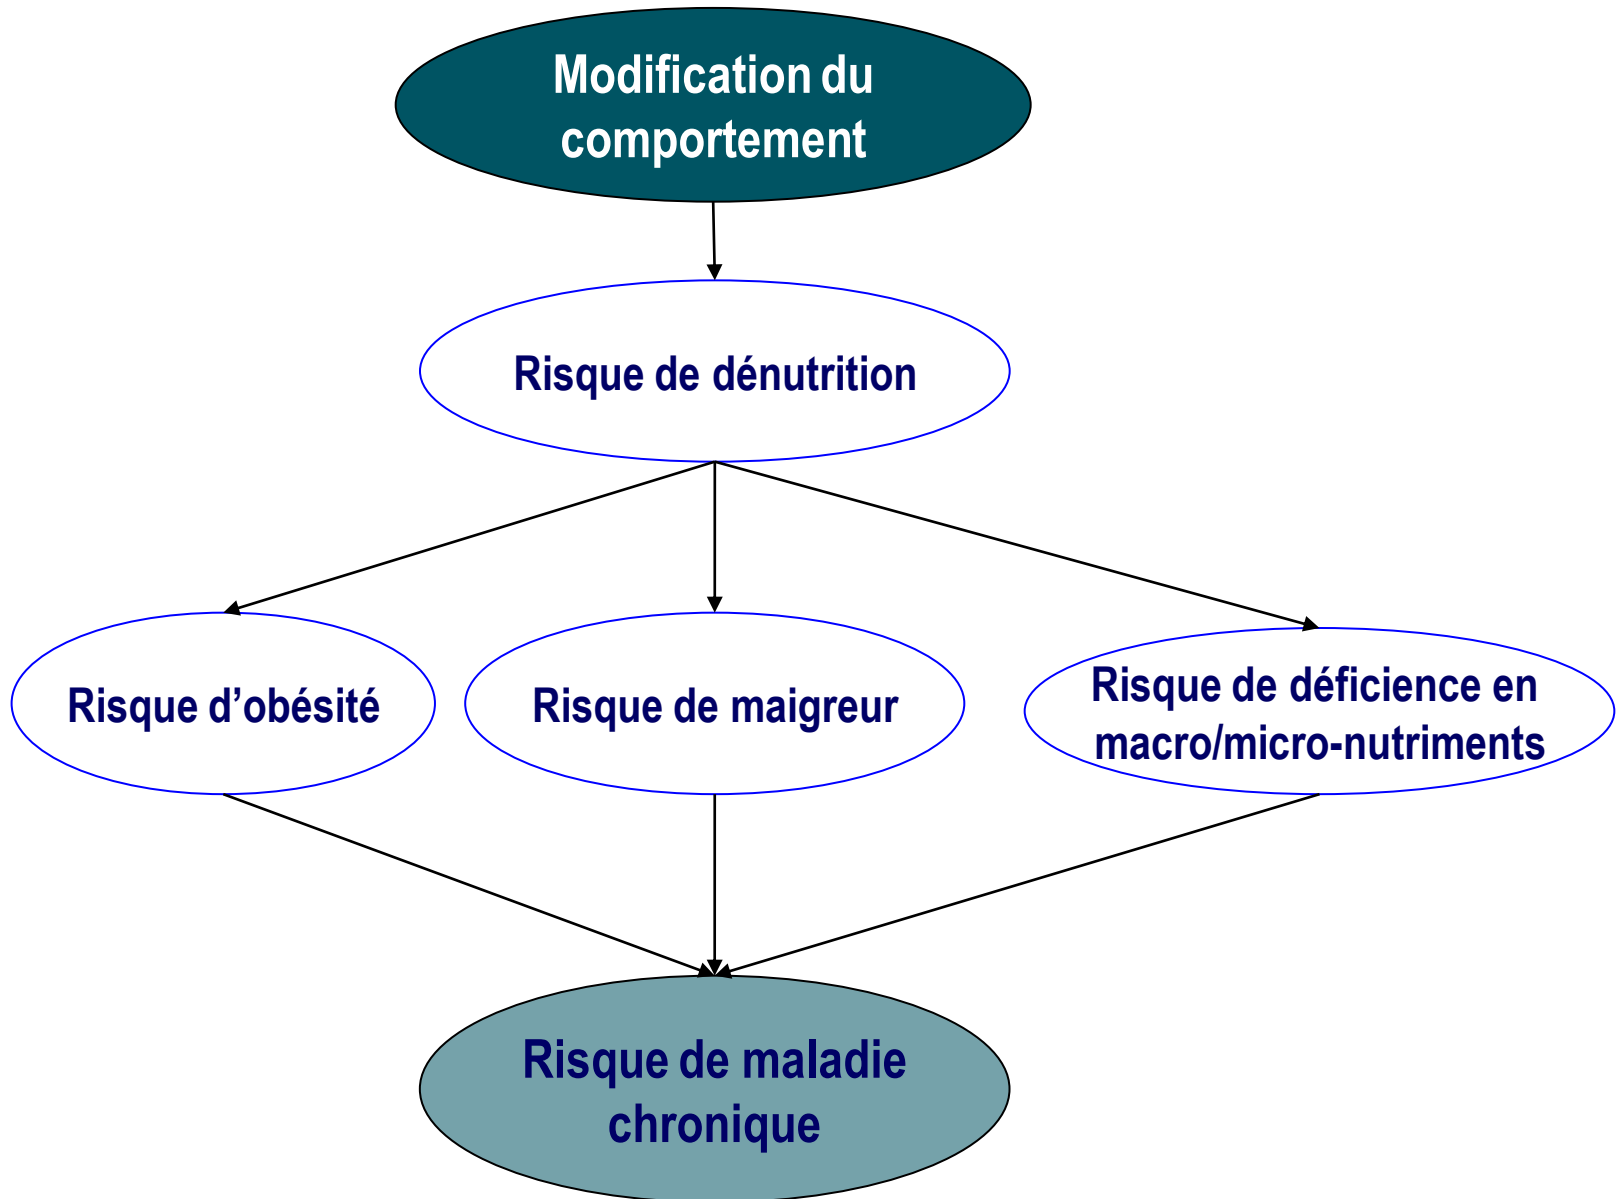 Modification du
comportement
Risque de dénutrition
Risque d’obésité
Risque de maigreur
Risque de déficience en
macro/micro-nutriments
Risque de maladie
chronique